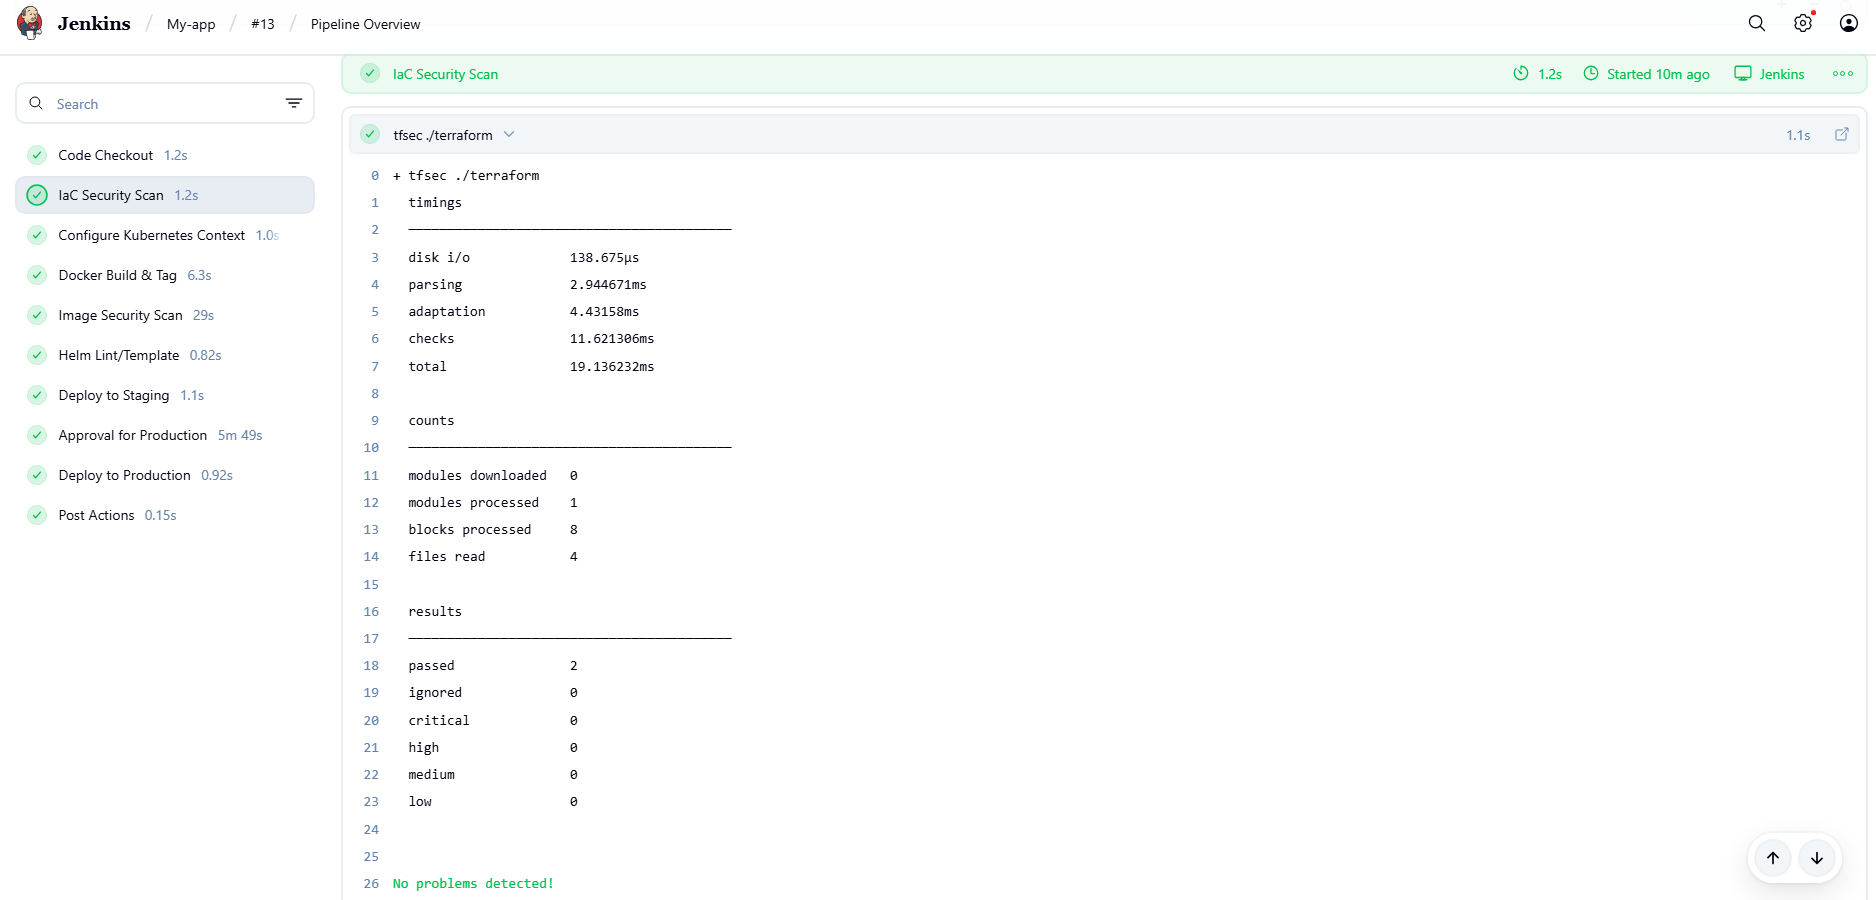 Jenkins / My-app / #13 / Pipeline Overview
Search
Code Checkout 1.2s
IaC Security Scan 1.2s
Configure Kubernetes Context 1.0s
Docker Build & Tag 6.3s
Image Security Scan 29s
Helm Lint/Template 0.82s
Deploy to Staging 1.1s
Approval for Production 5m 49s
Deploy to Production 0.92s
Post Actions 0.15s
IaC Security Scan 1.2s Started 10m ago Jenkins
tfsec ./terraform 1.1s
0 + tfsec ./terraform
1 timings
2 ──────────────────────────────────────────
3 disk i/o 138.675µs
4 parsing 2.944671ms
5 adaptation 4.43158ms
6 checks 11.621306ms
7 total 19.136232ms
8
9 counts
10 ──────────────────────────────────────────
11 modules downloaded 0
12 modules processed 1
13 blocks processed 8
14 files read 4
15
16 results
17 ──────────────────────────────────────────
18 passed 2
19 ignored 0
20 critical 0
21 high 0
22 medium 0
23 low 0
24
25
26 No problems detected!